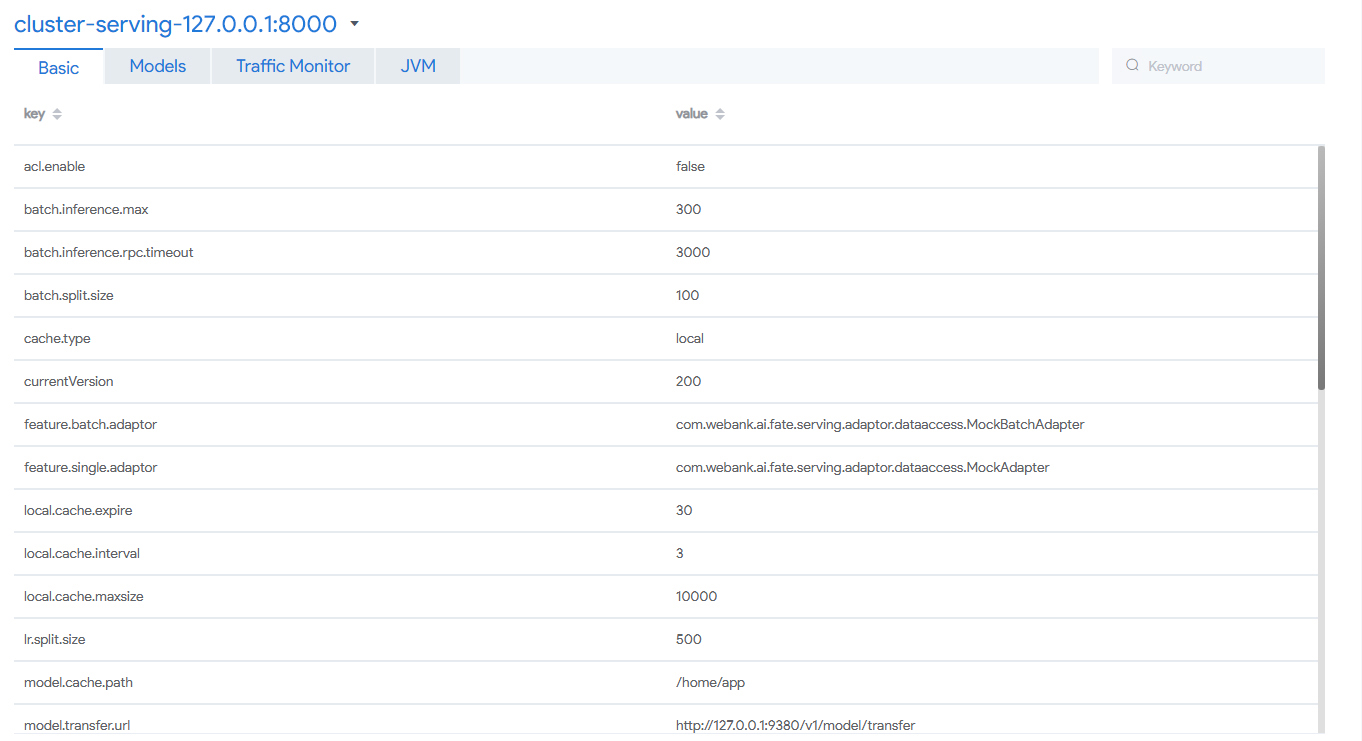 cluster-serving-127.0.0.1:8000
Basic Models Traffic Monitor JVM Keyword
key value
acl.enable false
batch.inference.max 300
batch.inference.rpc.timeout 3000
batch.split.size 100
cache.type local
currentVersion 200
feature.batch.adaptor com.webank.ai.fate.serving.adaptor.dataaccess.MockBatchAdapter
feature.single.adaptor com.webank.ai.fate.serving.adaptor.dataaccess.MockAdapter
local.cache.expire 30
local.cache.interval 3
local.cache.maxsize 10000
lr.split.size 500
model.cache.path /home/app
model.transfer.url http://127.0.0.1:9380/v1/model/transfer